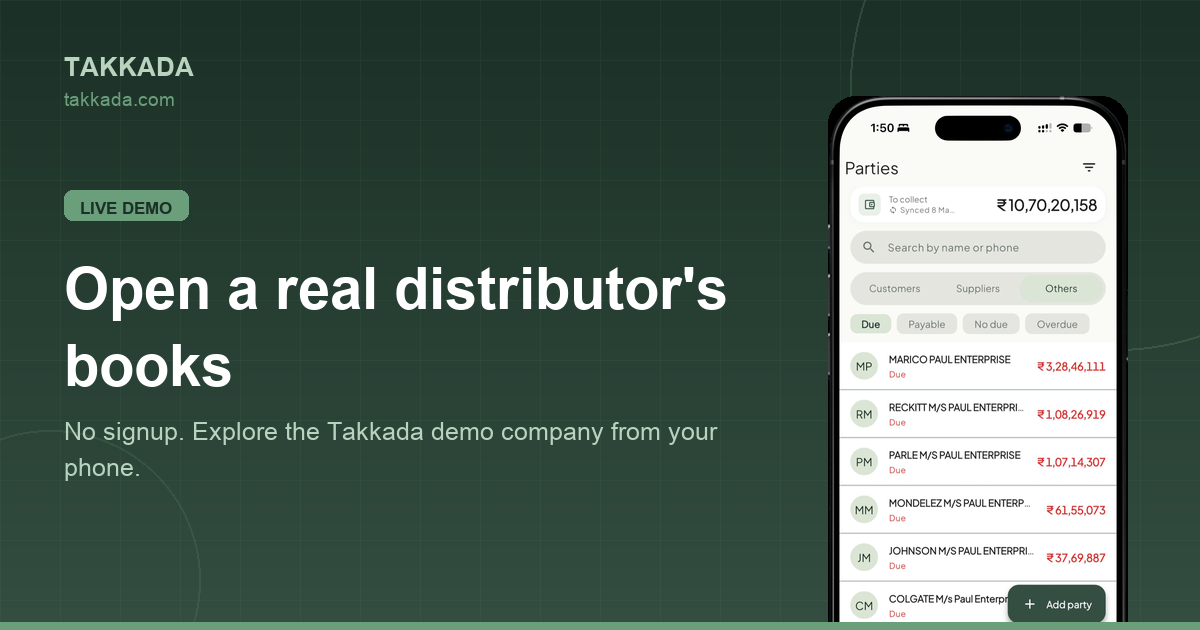 TAKKADA
takkada.com
LIVE DEMO
Open a real distributor's
books
No signup. Explore the Takkada demo company from your
phone.
1:50
Parties
To collect
Synced 8 Ma...
₹10,70,20,158
Search by name or phone
Customers Suppliers Others
Due Payable No due Overdue
MP MARICO PAUL ENTERPRISE ₹3,28,46,111
Due
RM RECKITT M/S PAUL ENTERPRI... ₹1,08,26,919
Due
PM PARLE M/S PAUL ENTERPRISE ₹1,07,14,307
Due
MM MONDELEZ M/S PAUL ENTERP... ₹61,55,073
Due
JM JOHNSON M/S PAUL ENTERPRI... ₹37,69,887
Due
CM COLGATE M/s Paul Enterpr
Due
+ Add party